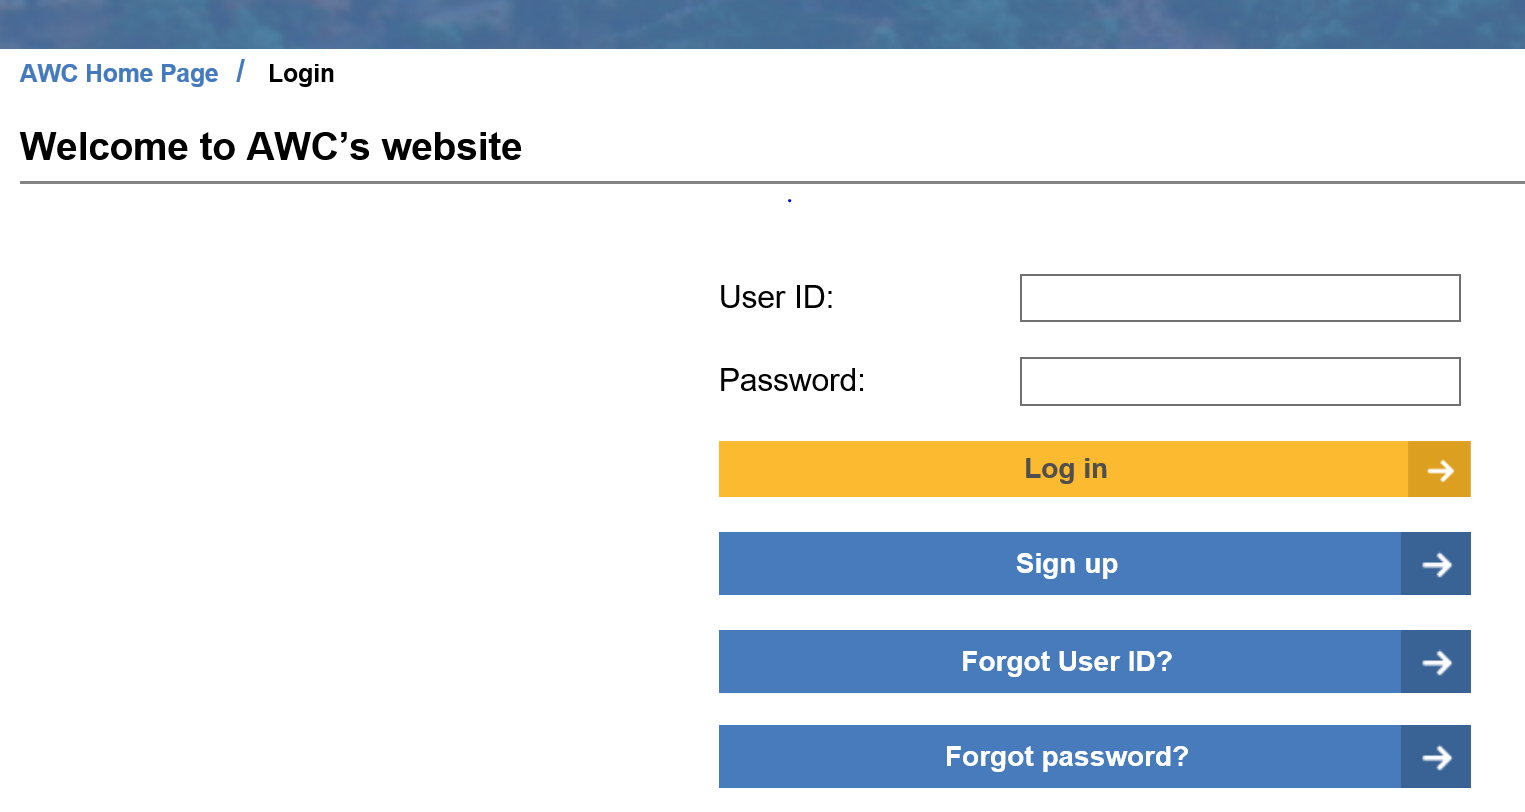 AWC Home Page / Login
Welcome to AWC’s website
User ID:
Password:
Log in
Sign up
Forgot User ID?
Forgot password?